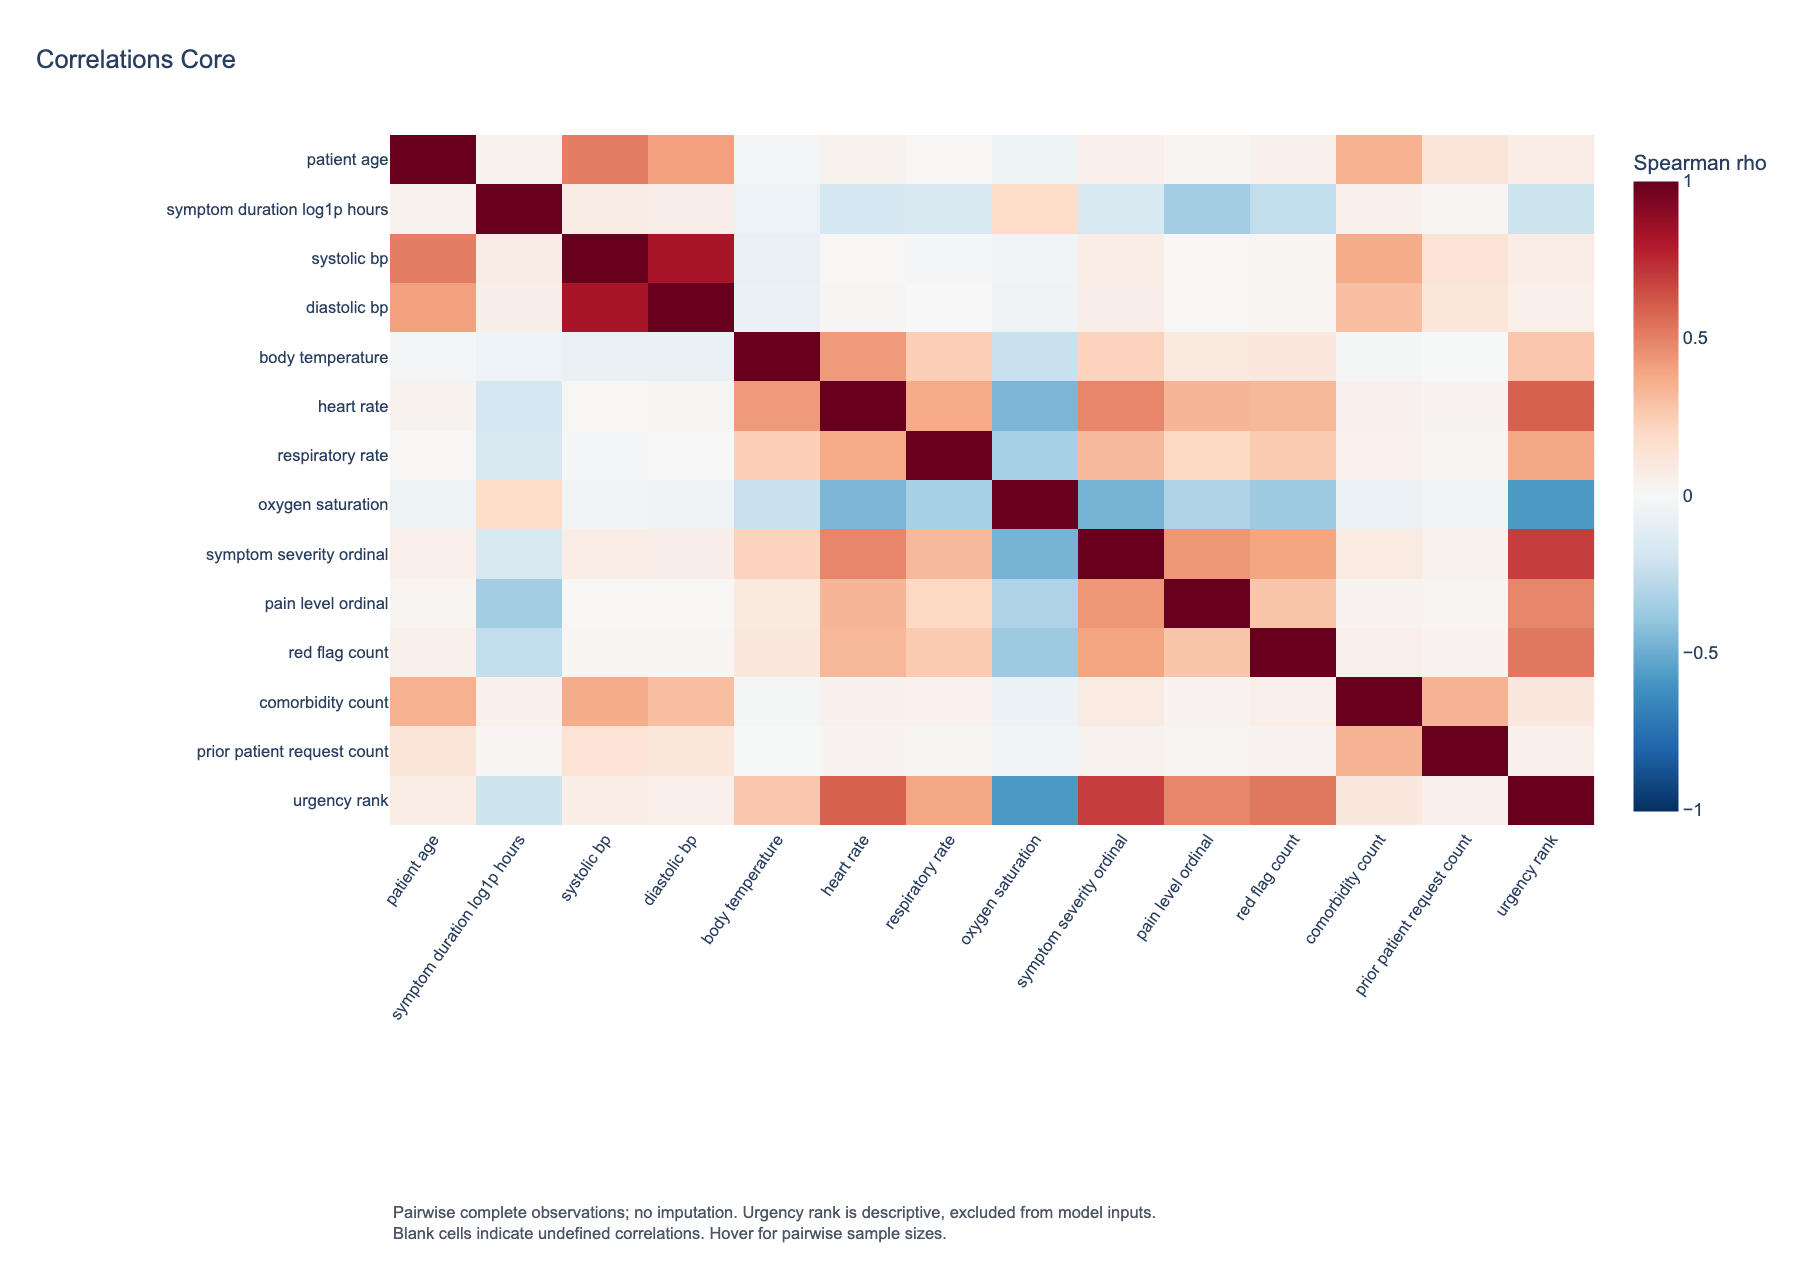 Correlations Core
Spearman rho
patient age
symptom duration log1p hours
systolic bp
diastolic bp
body temperature
heart rate
respiratory rate
oxygen saturation
symptom severity ordinal
pain level ordinal
red flag count
comorbidity count
prior patient request count
urgency rank
1
0.5
0
−0.5
−1
patient age
symptom duration log1p hours
systolic bp
diastolic bp
body temperature
heart rate
respiratory rate
oxygen saturation
symptom severity ordinal
pain level ordinal
red flag count
comorbidity count
prior patient request count
urgency rank
Pairwise complete observations; no imputation. Urgency rank is descriptive, excluded from model inputs.
Blank cells indicate undefined correlations. Hover for pairwise sample sizes.